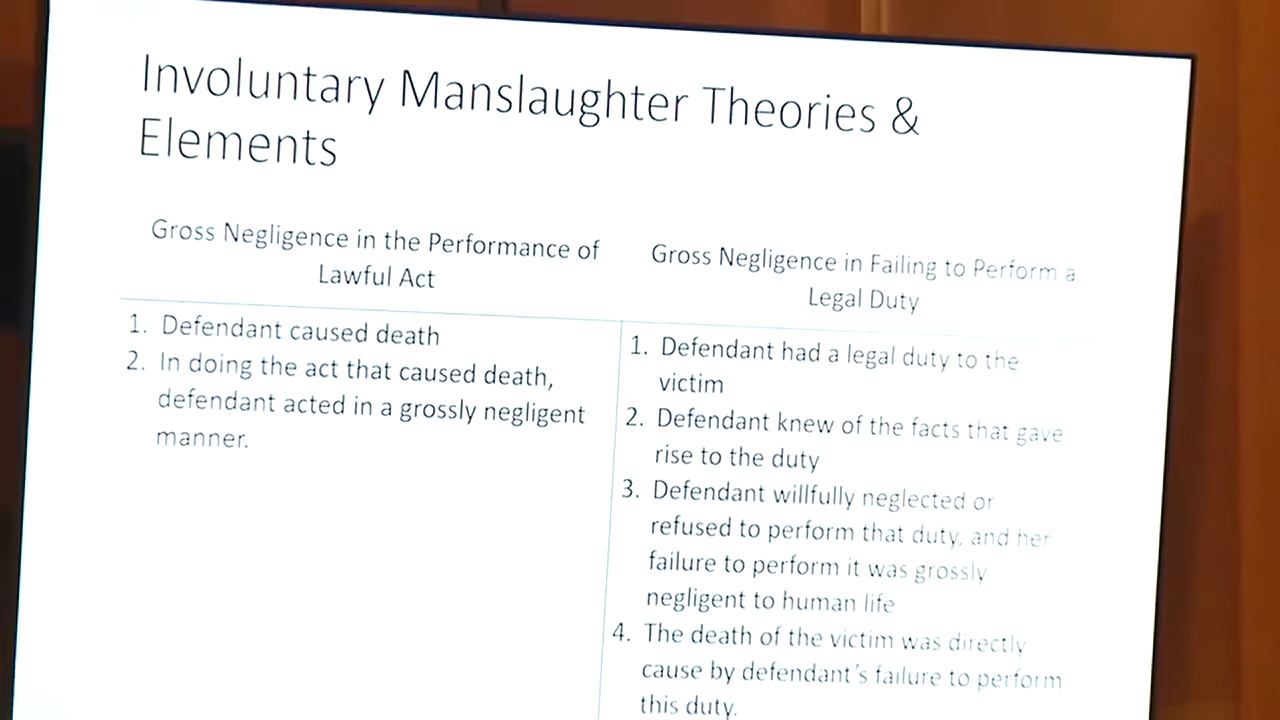 Involuntary Manslaughter Theories &
Elements
Gross Negligence in the Performance of
Lawful Act
1. Defendant caused death
2. In doing the act that caused death,
defendant acted in a grossly negligent
manner.
Gross Negligence in Failing to Perform a
Legal Duty
1. Defendant had a legal duty to the
victim
2. Defendant knew of the facts that gave
rise to the duty
3. Defendant willfully neglected or
refused to perform that duty, and her
failure to perform it was grossly
negligent to human life
4. The death of the victim was directly
cause by defendant's failure to perform
this duty.